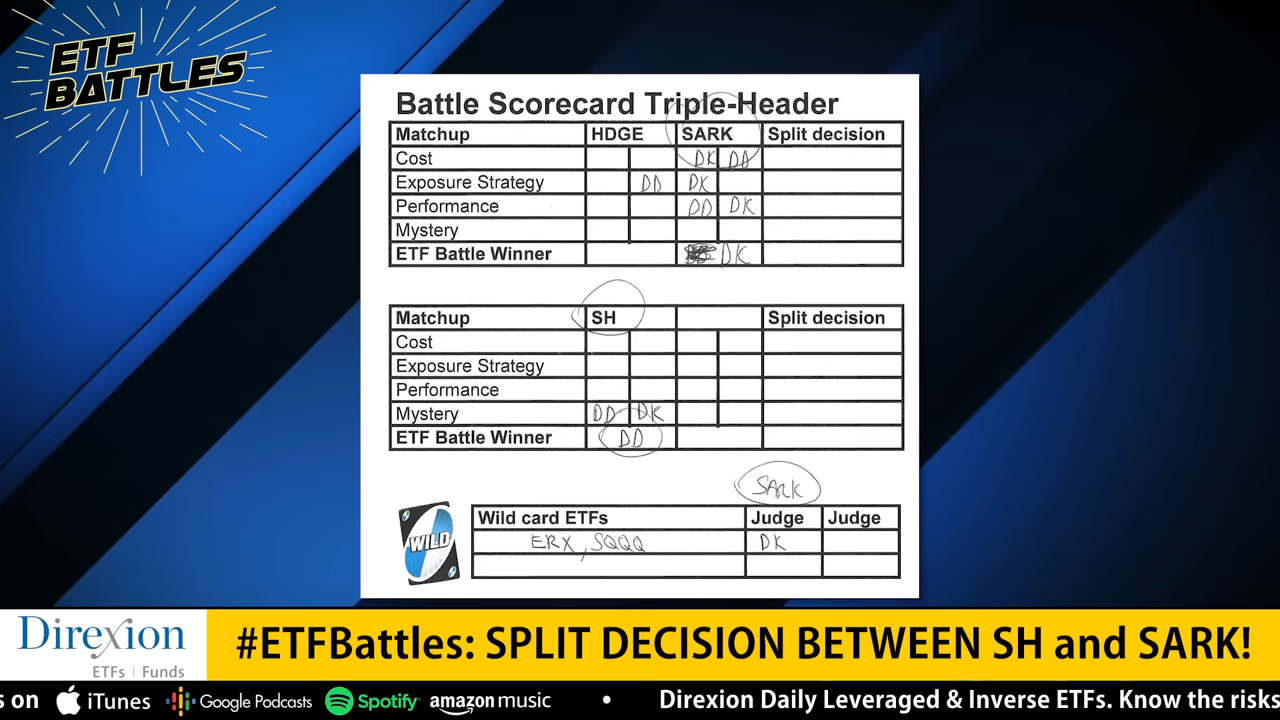 ETF
BATTLES
Battle Scorecard Triple-Header
Matchup HDGE SARK Split decision
Cost DK DD
Exposure Strategy DD DK
Performance DD DK
Mystery
ETF Battle Winner DK
Matchup SH Split decision
Cost
Exposure Strategy
Performance
Mystery DD DK
ETF Battle Winner DD
SARK
WILD
Wild card ETFs Judge Judge
ERX, SQQQ DK
Direxion
ETFs | Funds
#ETFBattles: SPLIT DECISION BETWEEN SH and SARK!
s on iTunes Google Podcasts Spotify amazon music • Direxion Daily Leveraged & Inverse ETFs. Know the risks